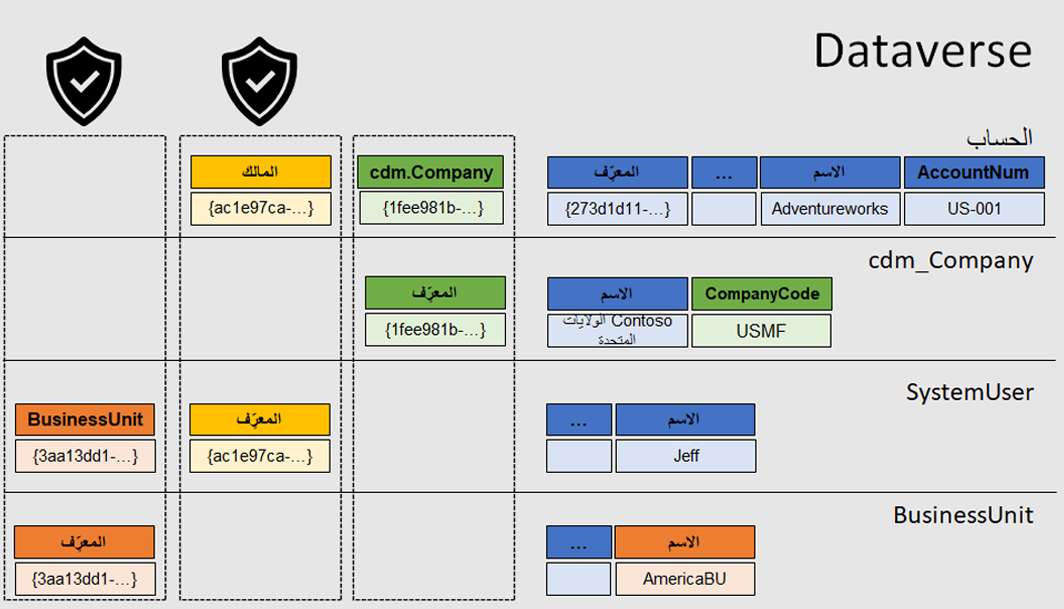 Dataverse
الحساب
AccountNum
الاسم
...
المعرِّف
cdm.Company
المالك
US-001
Adventureworks
{273d1d11-...}
{1fee981b-...}
{ac1e97ca-...}
cdm_Company
CompanyCode
الاسم
المعرِّف
USMF
Contoso الولايات
المتحدة
{1fee981b-...}
SystemUser
الاسم
...
المعرِّف
BusinessUnit
Jeff
{ac1e97ca-...}
{3aa13dd1-...}
BusinessUnit
الاسم
...
المعرِّف
AmericaBU
{3aa13dd1-...}